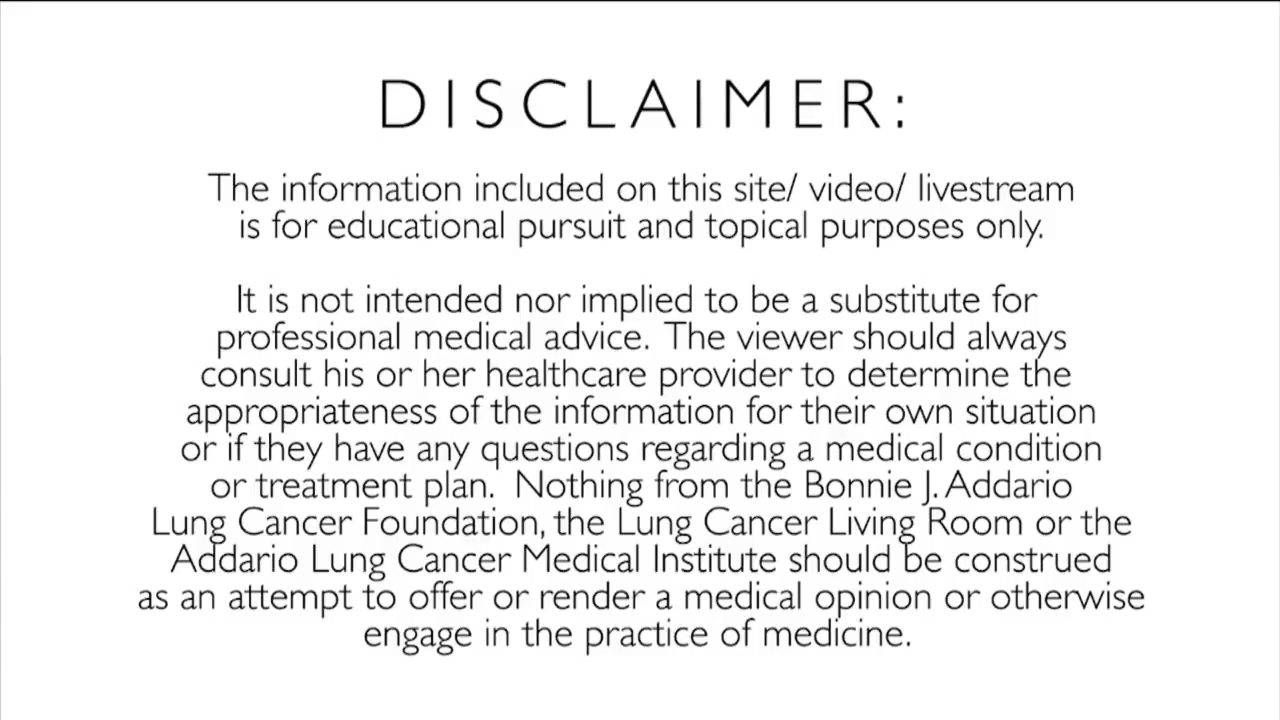 DISCLAIMER:
The information included on this site/ video/ livestream
is for educational pursuit and topical purposes only.
It is not intended nor implied to be a substitute for
professional medical advice. The viewer should always
consult his or her healthcare provider to determine the
appropriateness of the information for their own situation
or if they have any questions regarding a medical condition
or treatment plan. Nothing from the Bonnie J. Addario
Lung Cancer Foundation, the Lung Cancer Living Room or the
Addario Lung Cancer Medical Institute should be construed
as an attempt to offer or render a medical opinion or otherwise
engage in the practice of medicine.